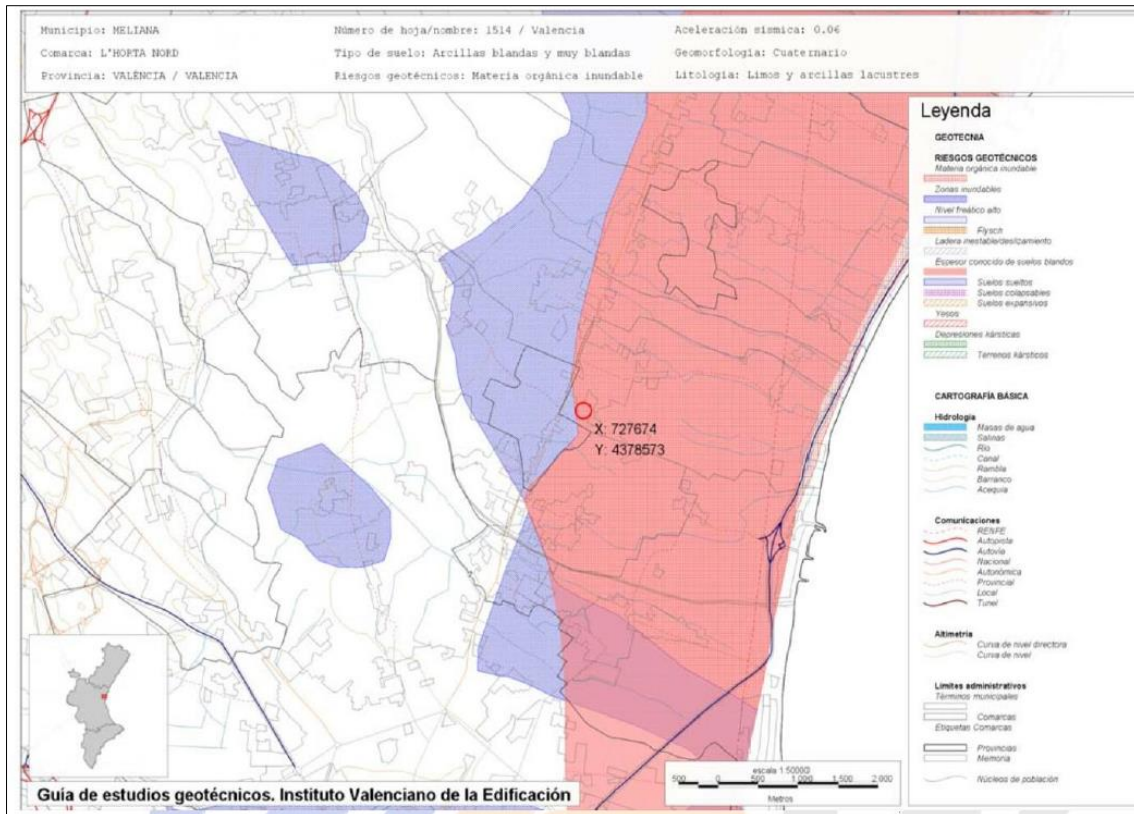 Municipio: MELIANA
Número de hoja/nombre: 1514 / Valencia
Aceleración sísmica: 0.06
Comarca: L'HORTA NORD
Tipo de suelo: Arcillas blandas y muy blandas
Geomorfología: Cuaternario
Provincia: VALÈNCIA / VALENCIA
Riesgos geotécnicos: Materia orgánica inundable
Litología: Limos y arcillas lacustres
Leyenda
GEOTECNIA
RIESGOS GEOTÉCNICOS
Materia orgánica inundable
Zonas inundables
Nivel freático alto
Flysch
Ladera inestable/deslizamiento
Espesor conocido de suelos blandos
Suelos sueltos
Suelos colapsables
Suelos expansivos
Yesos
Depresiones kársticas
Terrenos kársticos
CARTOGRAFÍA BÁSICA
Hidrología
Masas de agua
Salinas
Río
Canal
Rambla
Barranco
Acequia
Comunicaciones
RENFE
Autopista
Autovía
Nacional
Autonómica
Provincial
Local
Tunel
Altimetría
Curva de nivel directora
Curva de nivel
Límites administrativos
Términos municipales
Comarcas
Etiquetas Comarcas
Provincias
Memoria
Núcleos de población
X: 727674
Y: 4378573
escala 1:50000
500 0 500 1.000 1.500 2.000
Metros
Guía de estudios geotécnicos. Instituto Valenciano de la Edificación